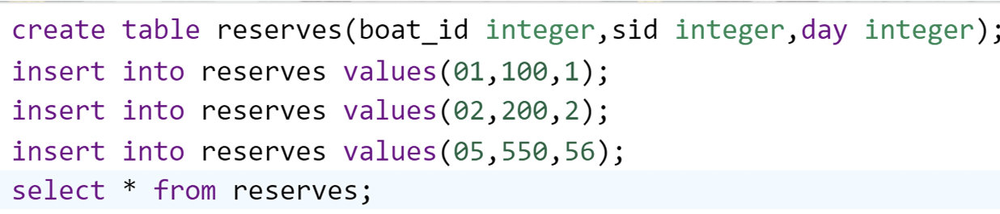 create table reserves(boat_id integer,sid integer,day integer);
insert into reserves values(01,100,1);
insert into reserves values(02,200,2);
insert into reserves values(05,550,56);
select * from reserves;